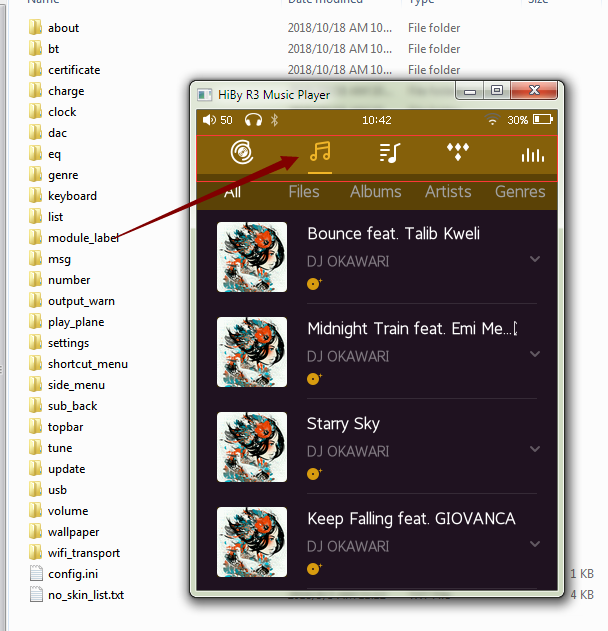 Name
Date modified
Type
Size
about 2018/10/18 AM 10... File folder
bt 2018/10/18 AM 10... File folder
certificate 2018/10/18 AM 10... File folder
charge
clock
dac
eq
genre
keyboard
list
module_label
msg
number
output_warn
play_plane
settings
shortcut_menu
side_menu
sub_back
topbar
tune
update
usb
volume
wallpaper
wifi_transport
config.ini 1 KB
no_skin_list.txt 4 KB
HiBy R3 Music Player
50 10:42 30%
All Files Albums Artists Genres
Bounce feat. Talib Kweli
DJ OKAWARI
Midnight Train feat. Emi Me...
DJ OKAWARI
Starry Sky
DJ OKAWARI
Keep Falling feat. GIOVANCA
DJ OKAWARI